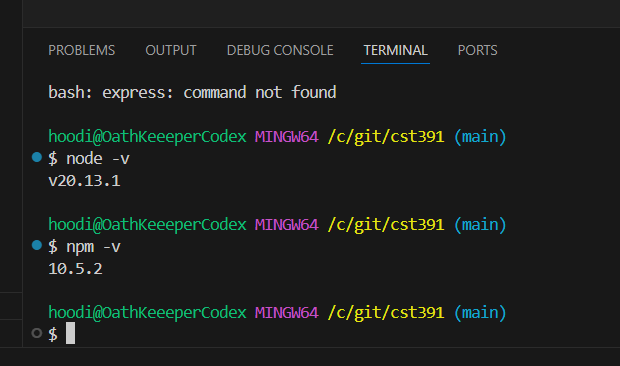 PROBLEMS OUTPUT DEBUG CONSOLE TERMINAL PORTS
bash: express: command not found
hoodi@OathKeeeperCodex MINGW64 /c/git/cst391 (main)
$ node -v
v20.13.1
hoodi@OathKeeeperCodex MINGW64 /c/git/cst391 (main)
$ npm -v
10.5.2
hoodi@OathKeeeperCodex MINGW64 /c/git/cst391 (main)
$